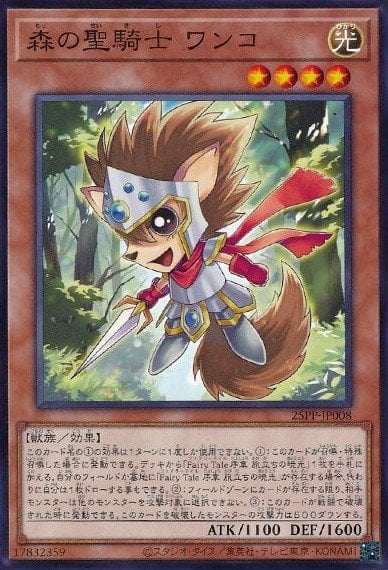 森の聖騎士 ワンコ
光
[獣族/効果]
25PP-JP008
このカード名の①の効果は1ターンに1度しか使用できない。①:このカードが召喚・特殊
召喚した場合に発動できる。デッキから「Fairy Tale序章 旅立ちの暁光」1枚を手札に
加える。自分のフィールドか墓地に「Fairy Tale序章 旅立ちの暁光」が存在する場合、代わ
りに自分は1枚ドローする事もできる。②:フィールドゾーンにカードが存在する限り、相手
モンスターは他のモンスターを攻撃対象に選択できない。③:このカードが戦闘で破壊
された時に発動する。このカードを破壊したモンスターの攻撃力は500ダウンする。
ATK/1100 DEF/1600
17832359
©スタジオ・ダイス/集英社・テレビ東京・KONAMI